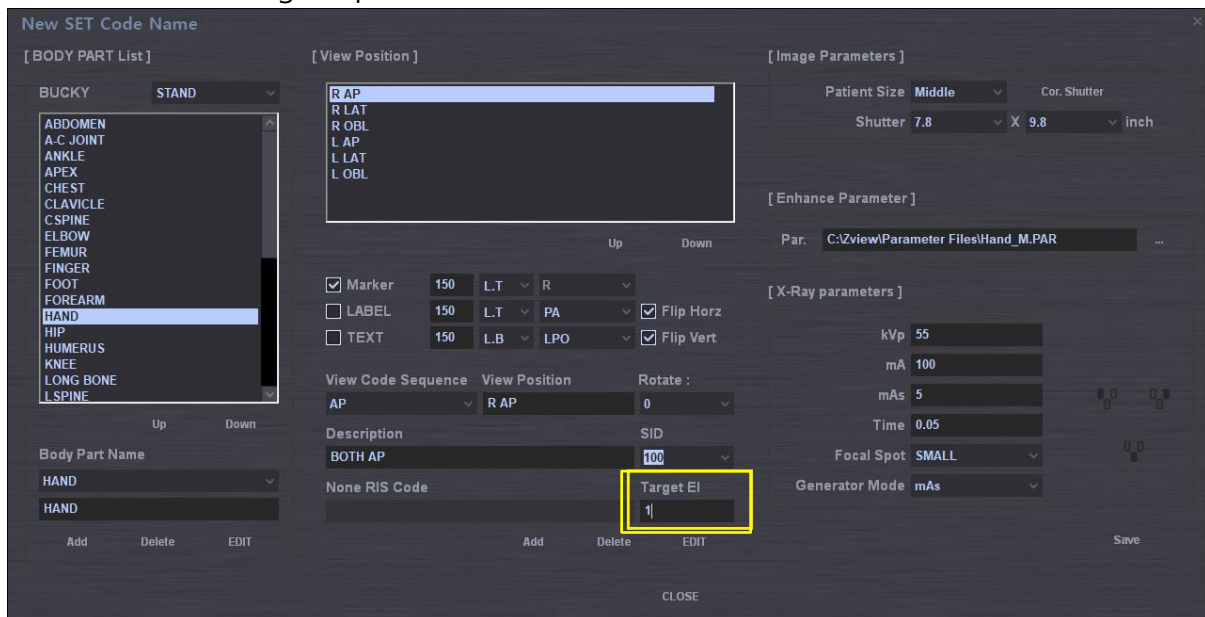 New SET Code Name
×
[ BODY PART List ]
BUCKY STAND
ABDOMEN
A-C JOINT
ANKLE
APEX
CHEST
CLAVICLE
CSPINE
ELBOW
FEMUR
FINGER
FOOT
FOREARM
HAND
HIP
HUMERUS
KNEE
LONG BONE
LSPINE
Up Down
Body Part Name
HAND
HAND
Add Delete EDIT
[ View Position ]
R AP
R LAT
R OBL
L AP
L LAT
L OBL
Up Down
Marker 150 L.T R
LABEL 150 L.T PA Flip Horz
TEXT 150 L.B LPO Flip Vert
View Code Sequence View Position Rotate :
AP R AP 0
Description SID
BOTH AP 100
None RIS Code Target EI
1
Add Delete EDIT
[ Image Parameters ]
Patient Size Middle Cor. Shutter
Shutter 7.8 X 9.8 inch
[ Enhance Parameter ]
Par. C:\Zview\Parameter Files\Hand_M.PAR ...
[ X-Ray parameters ]
kVp 55
mA 100
mAs 5
Time 0.05
Focal Spot SMALL
Generator Mode mAs
Save
CLOSE